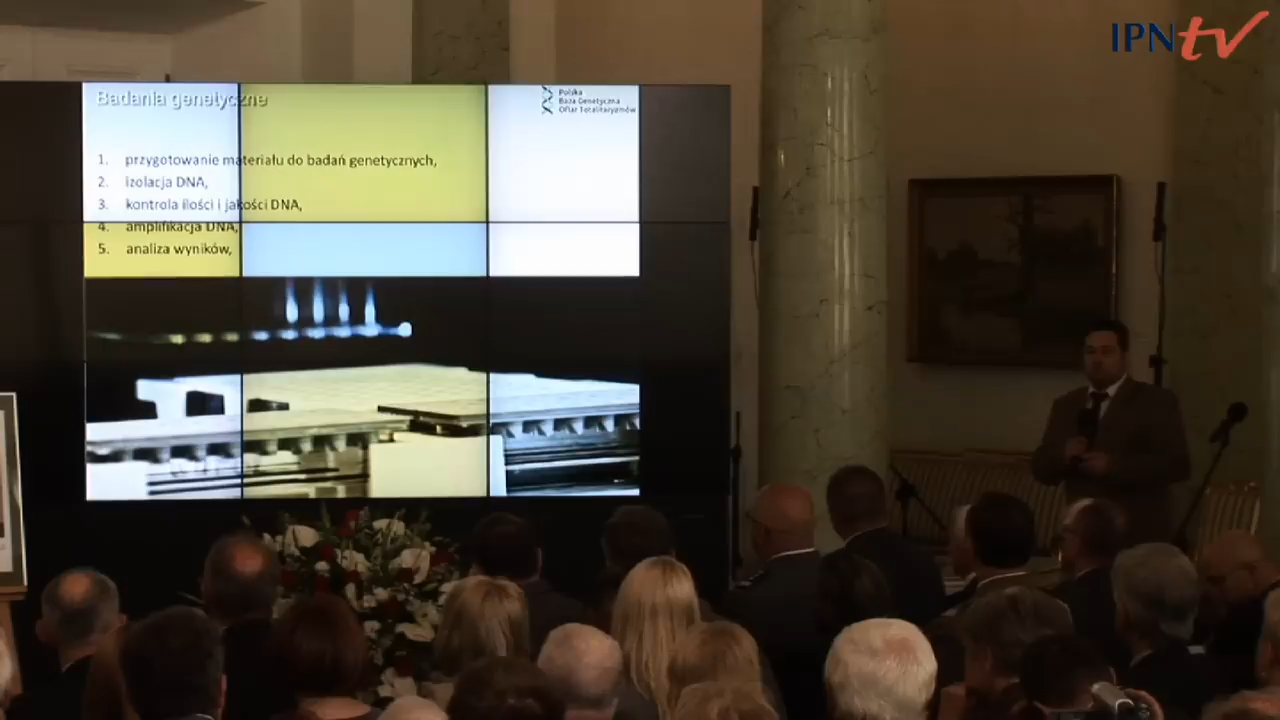 IPNtv
Badania genetyczne
Polska
Baza Genetyczna
Ofiar Totalitaryzmów
1. przygotowanie materiału do badań genetycznych,
2. izolacja DNA,
3. kontrola ilości i jakości DNA,
4. amplifikacja DNA,
5. analiza wyników,